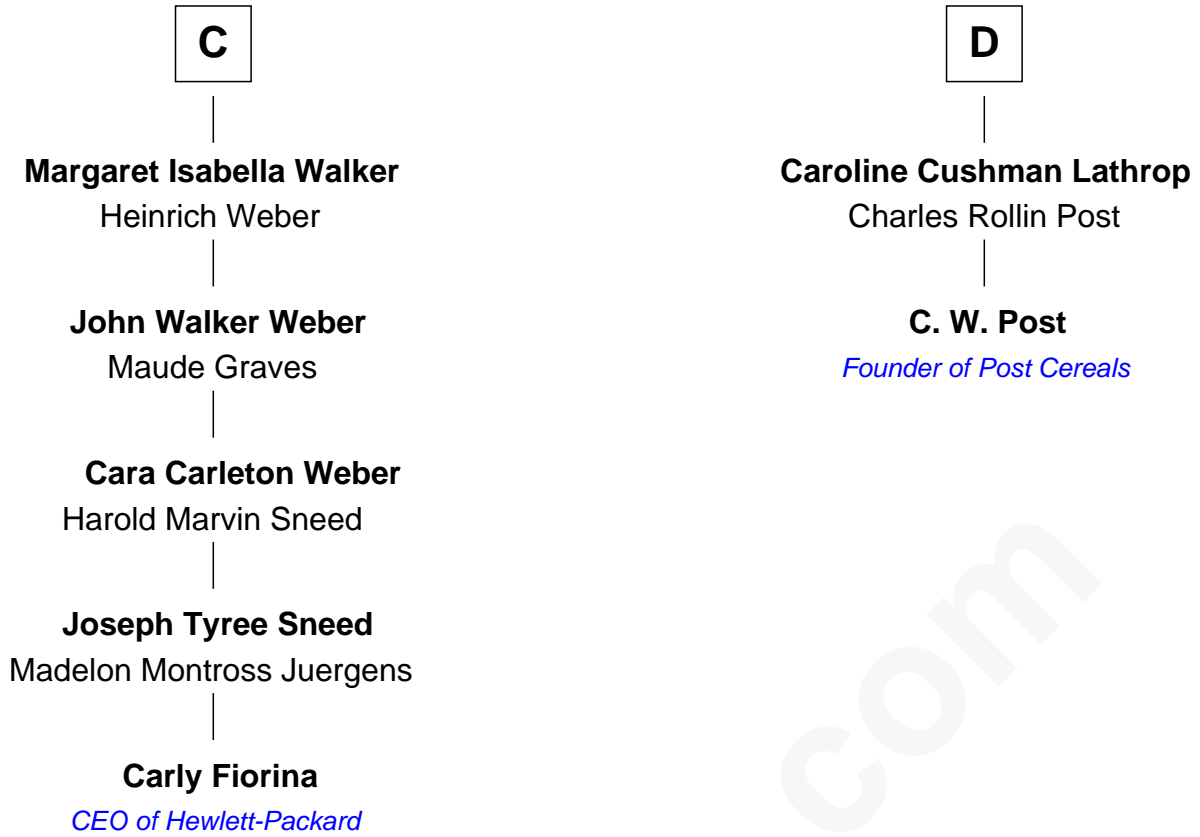 C
Margaret Isabella Walker
Heinrich Weber
John Walker Weber
Maude Graves
Cara Carleton Weber
Harold Marvin Sneed
Joseph Tyree Sneed
Madelon Montross Juergens
Carly Fiorina
CEO of Hewlett-Packard
D
Caroline Cushman Lathrop
Charles Rollin Post
C. W. Post
Founder of Post Cereals
com